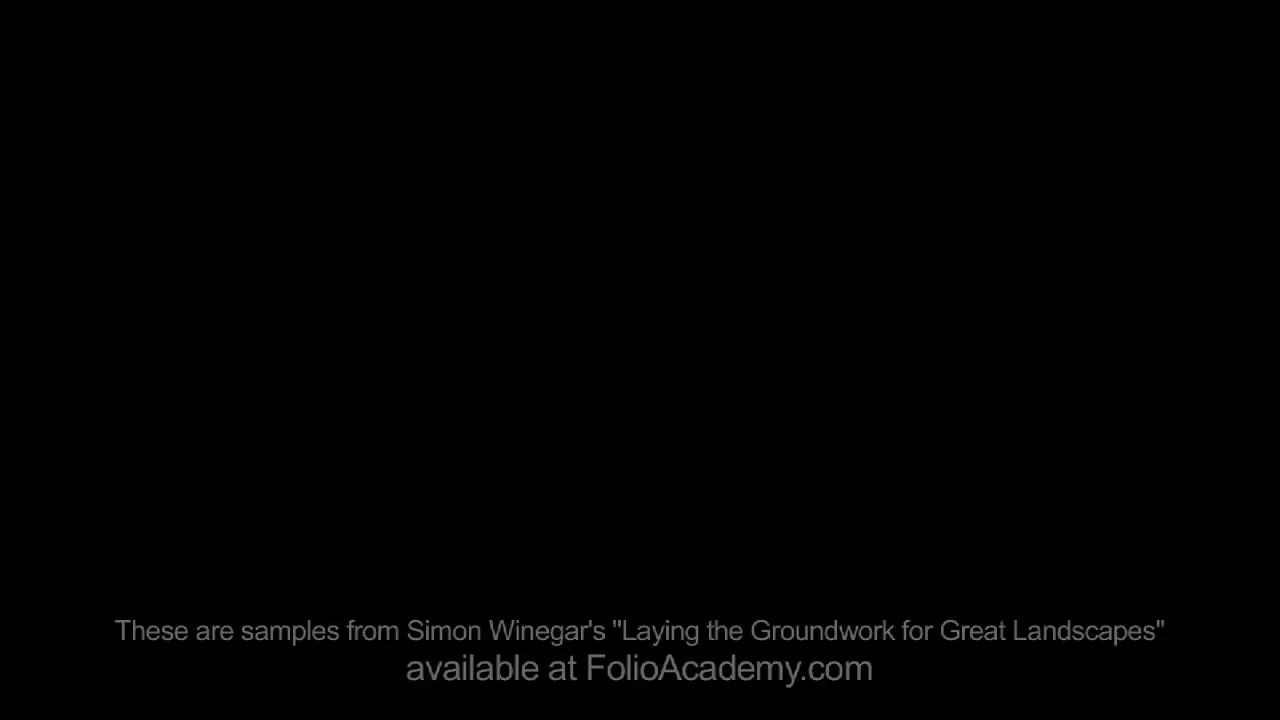 These are samples from Simon Winegar's "Laying the Groundwork for Great Landscapes"
available at FolioAcademy.com